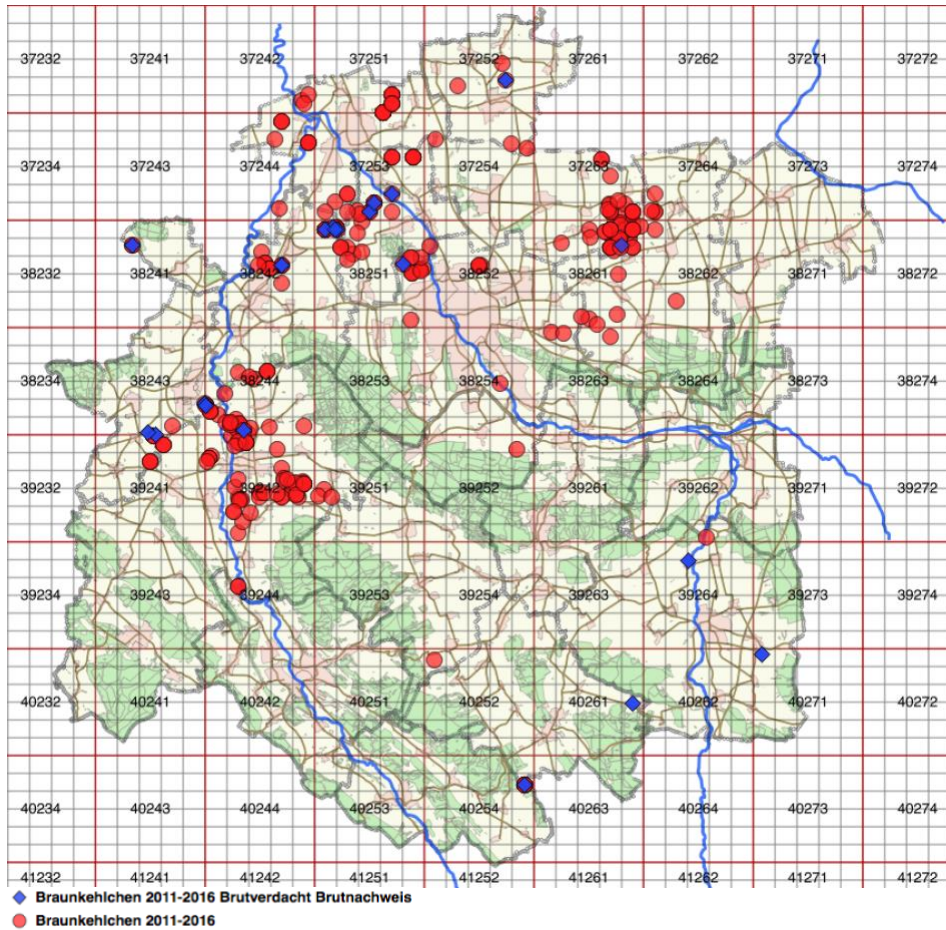 37232 37241 37242 37251 37252 37261 37262 37271 37272
37234 37243 37244 37253 37254 37263 37264 37273 37274
38232 38241 38242 38251 38252 38261 38262 38271 38272
38234 38243 38244 38253 38254 38263 38264 38273 38274
39232 39241 39242 39251 39252 39261 39262 39271 39272
39234 39243 39244 39253 39254 39263 39264 39273 39274
40232 40241 40242 40251 40252 40261 40262 40271 40272
40234 40243 40244 40253 40254 40263 40264 40273 40274
41232 41241 41242 41251 41252 41261 41262 41271 41272
Braunkehlchen 2011-2016 Brutverdacht Brutnachweis
Braunkehlchen 2011-2016